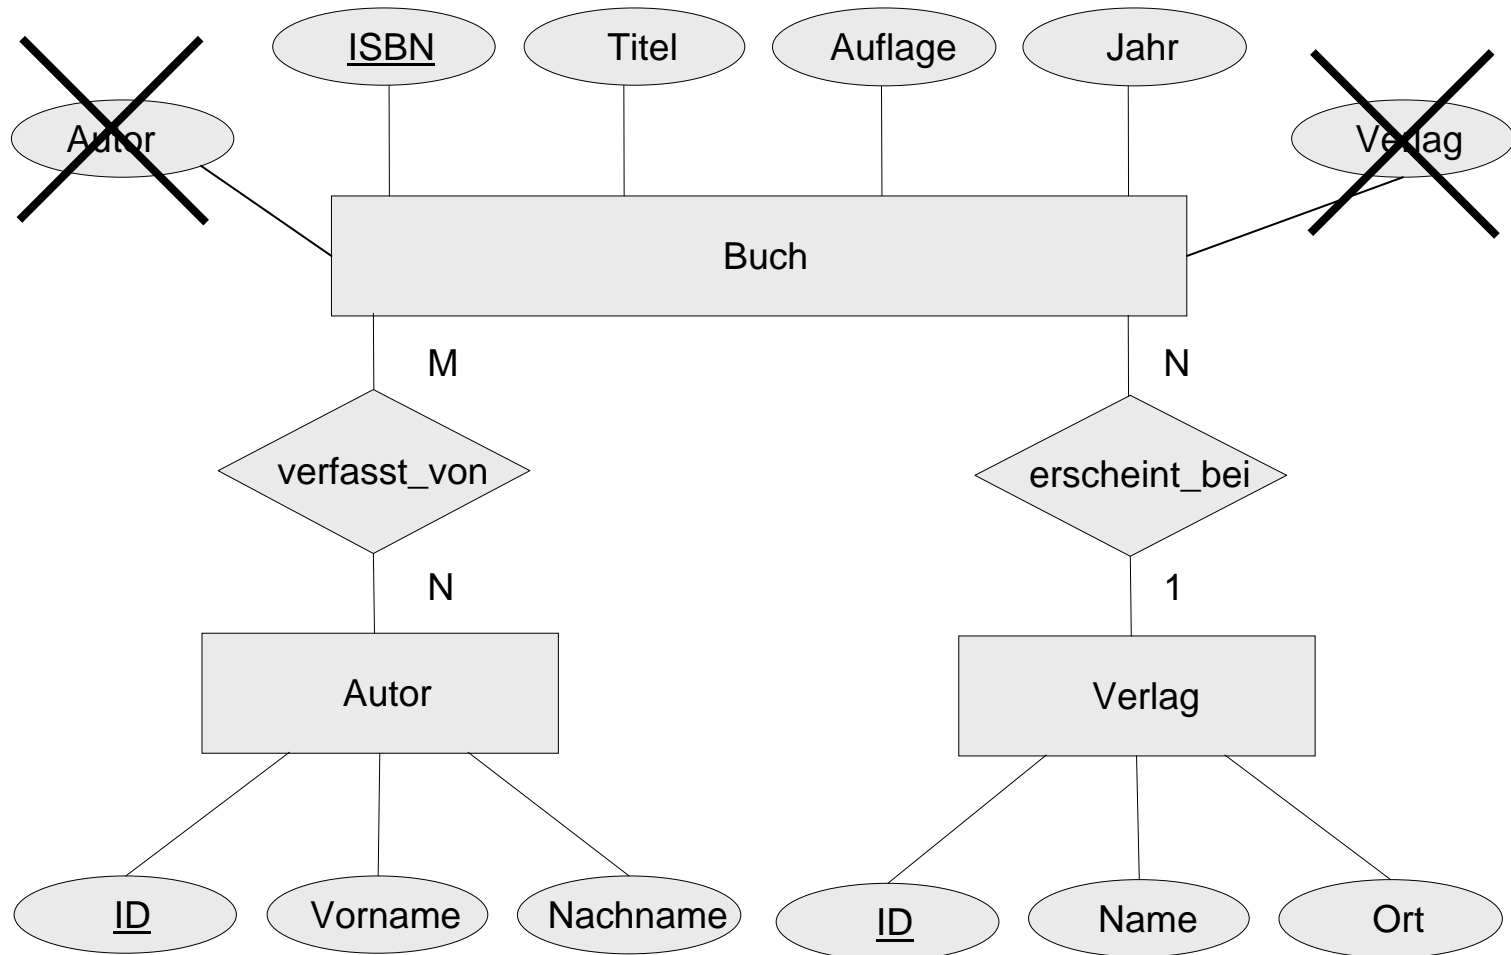 ISBN
Titel
Auflage
Jahr
Autor
Verlag
Buch
M
N
verfasst_von
erscheint_bei
N
1
Autor
Verlag
ID
Vorname
Nachname
ID
Name
Ort